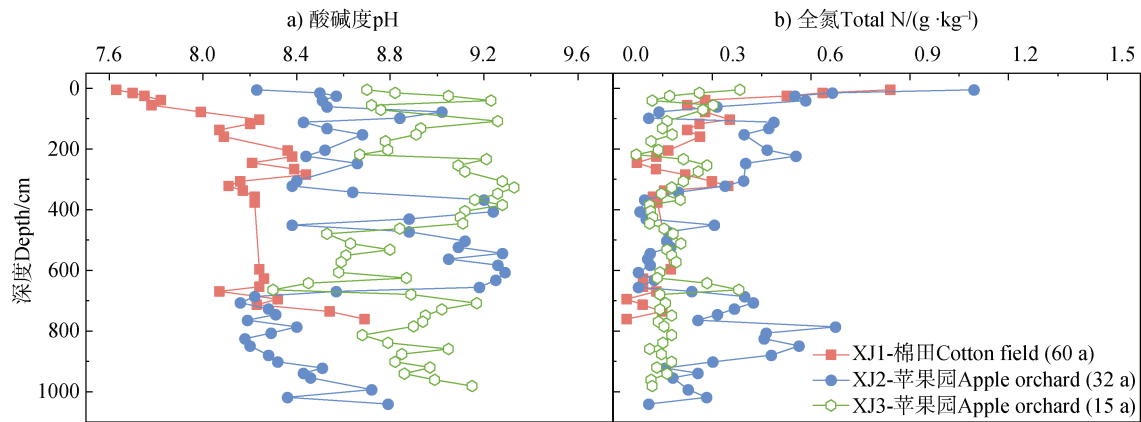 a) 酸碱度pH
b) 全氮Total N/(g ·kg⁻¹)
7.6 8.0 8.4 8.8 9.2 9.6
0.0 0.3 0.6 0.9 1.2 1.5
0
200
400
600
800
1000
深度Depth/cm
XJ1-棉田Cotton field (60 a)
XJ2-苹果园Apple orchard (32 a)
XJ3-苹果园Apple orchard (15 a)